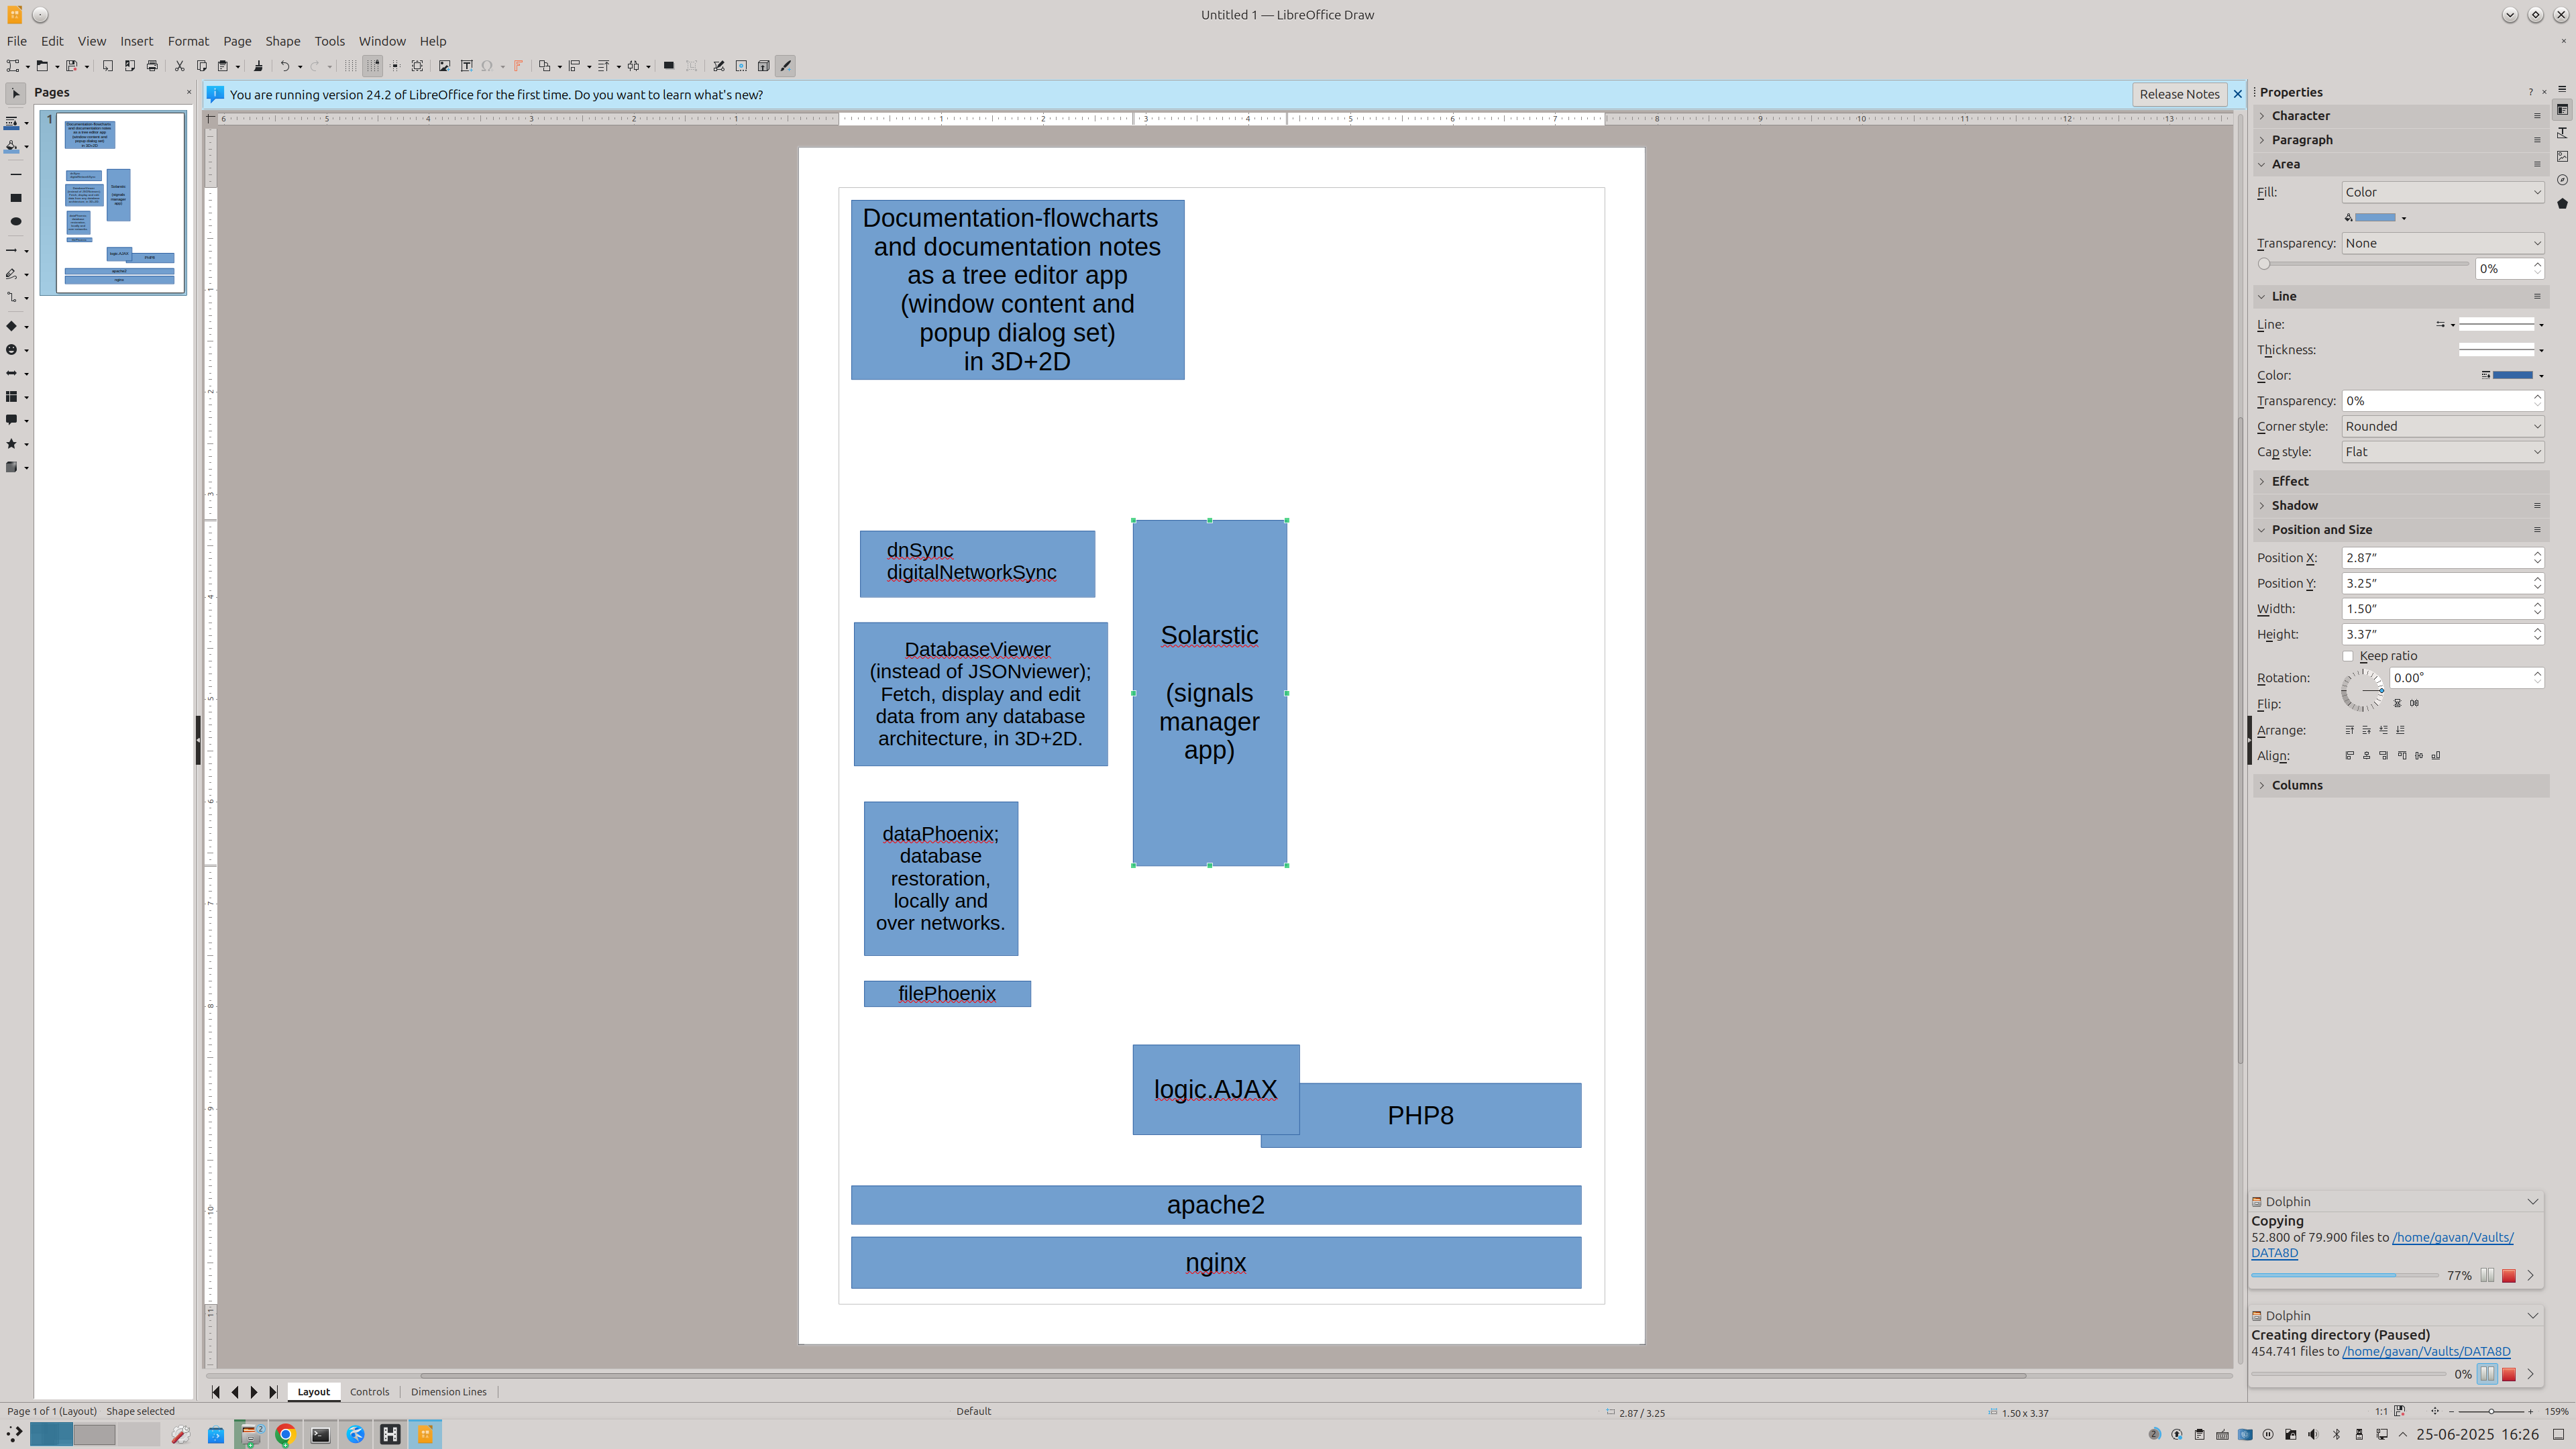 Untitled 1 — LibreOffice Draw
File Edit View Insert Format Page Shape Tools Window Help
Pages
You are running version 24.2 of LibreOffice for the first time. Do you want to learn what's new?
Release Notes
1
Documentation-flowcharts
and documentation notes
as a tree editor app
(window content and
popup dialog set)
in 3D+2D
dnSync
digitalNetworkSync
DatabaseViewer
(instead of JSONviewer);
Fetch, display and edit
data from any database
architecture, in 3D+2D.
Solarstic
(signals
manager
app)
dataPhoenix;
database
restoration,
locally and
over networks.
filePhoenix
logic.AJAX
PHP8
apache2
nginx
Properties
Character
Paragraph
Area
Fill: Color
Transparency: None
0%
Line
Line:
Thickness:
Color:
Transparency: 0%
Corner style: Rounded
Cap style: Flat
Effect
Shadow
Position and Size
Position X: 2.87″
Position Y: 3.25″
Width: 1.50″
Height: 3.37″
Keep ratio
Rotation: 0.00°
Flip:
Arrange:
Align:
Columns
Dolphin
Copying
52.800 of 79.900 files to /home/gavan/Vaults/
DATA8D
77%
Dolphin
Creating directory (Paused)
454.741 files to /home/gavan/Vaults/DATA8D
0%
Layout Controls Dimension Lines
Page 1 of 1 (Layout) Shape selected Default 2.87 / 3.25 1.50 x 3.37 1:1 159%
25-06-2025 16:26